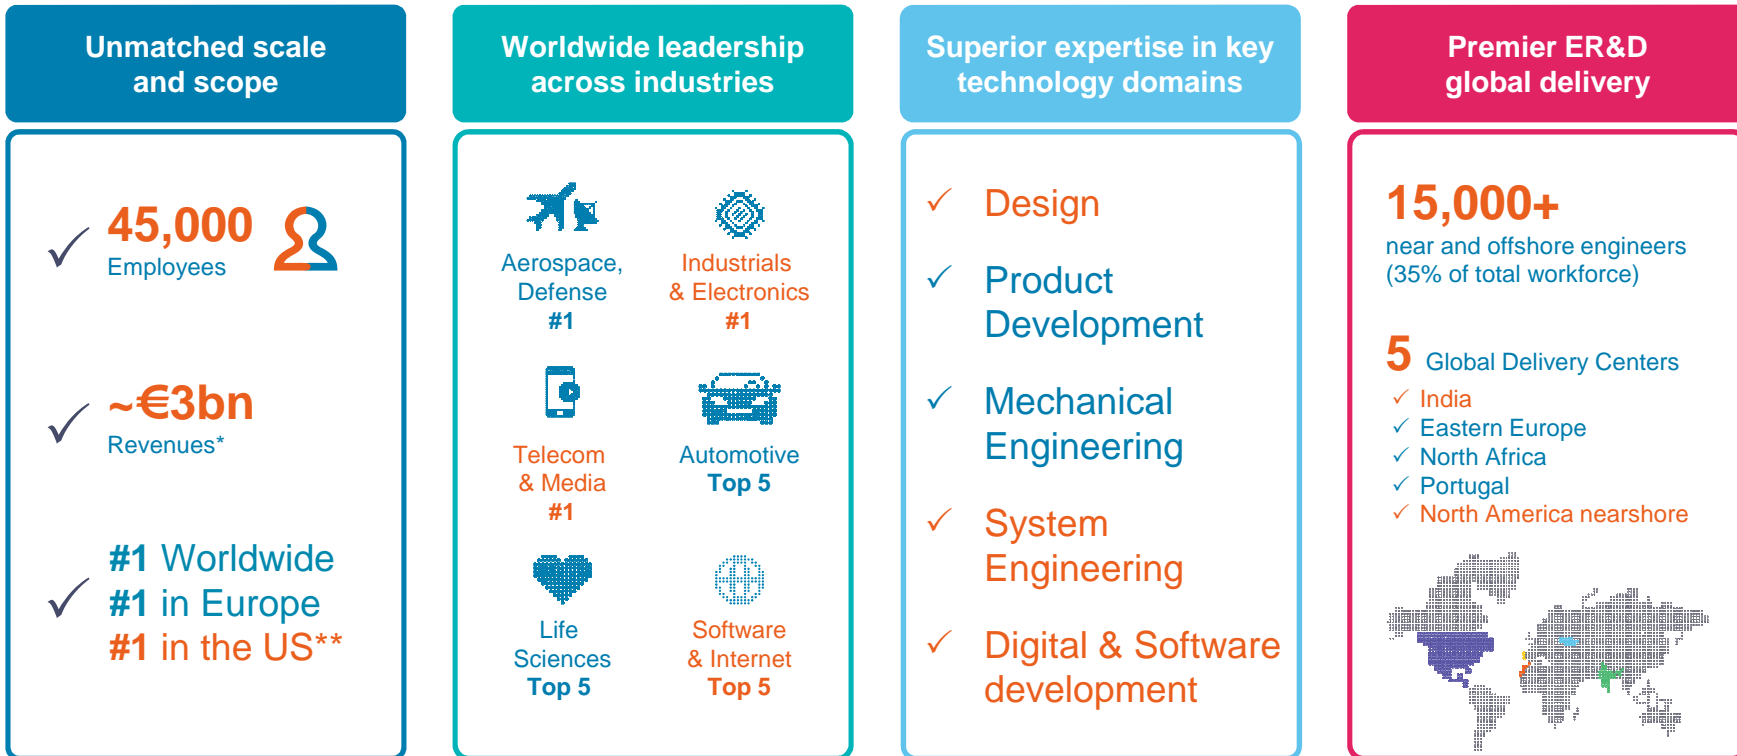 Unmatched scale
and scope
45,000
Employees
~€3bn
Revenues*
#1 Worldwide
#1 in Europe
#1 in the US**
Worldwide leadership
across industries
Aerospace,
Defense
#1
Industrials
& Electronics
#1
Telecom
& Media
#1
Automotive
Top 5
Life
Sciences
Top 5
Software
& Internet
Top 5
Superior expertise in key
technology domains
Design
Product
Development
Mechanical
Engineering
System
Engineering
Digital & Software
development
Premier ER&D
global delivery
15,000+
near and offshore engineers
(35% of total workforce)
5 Global Delivery Centers
India
Eastern Europe
North Africa
Portugal
North America nearshore